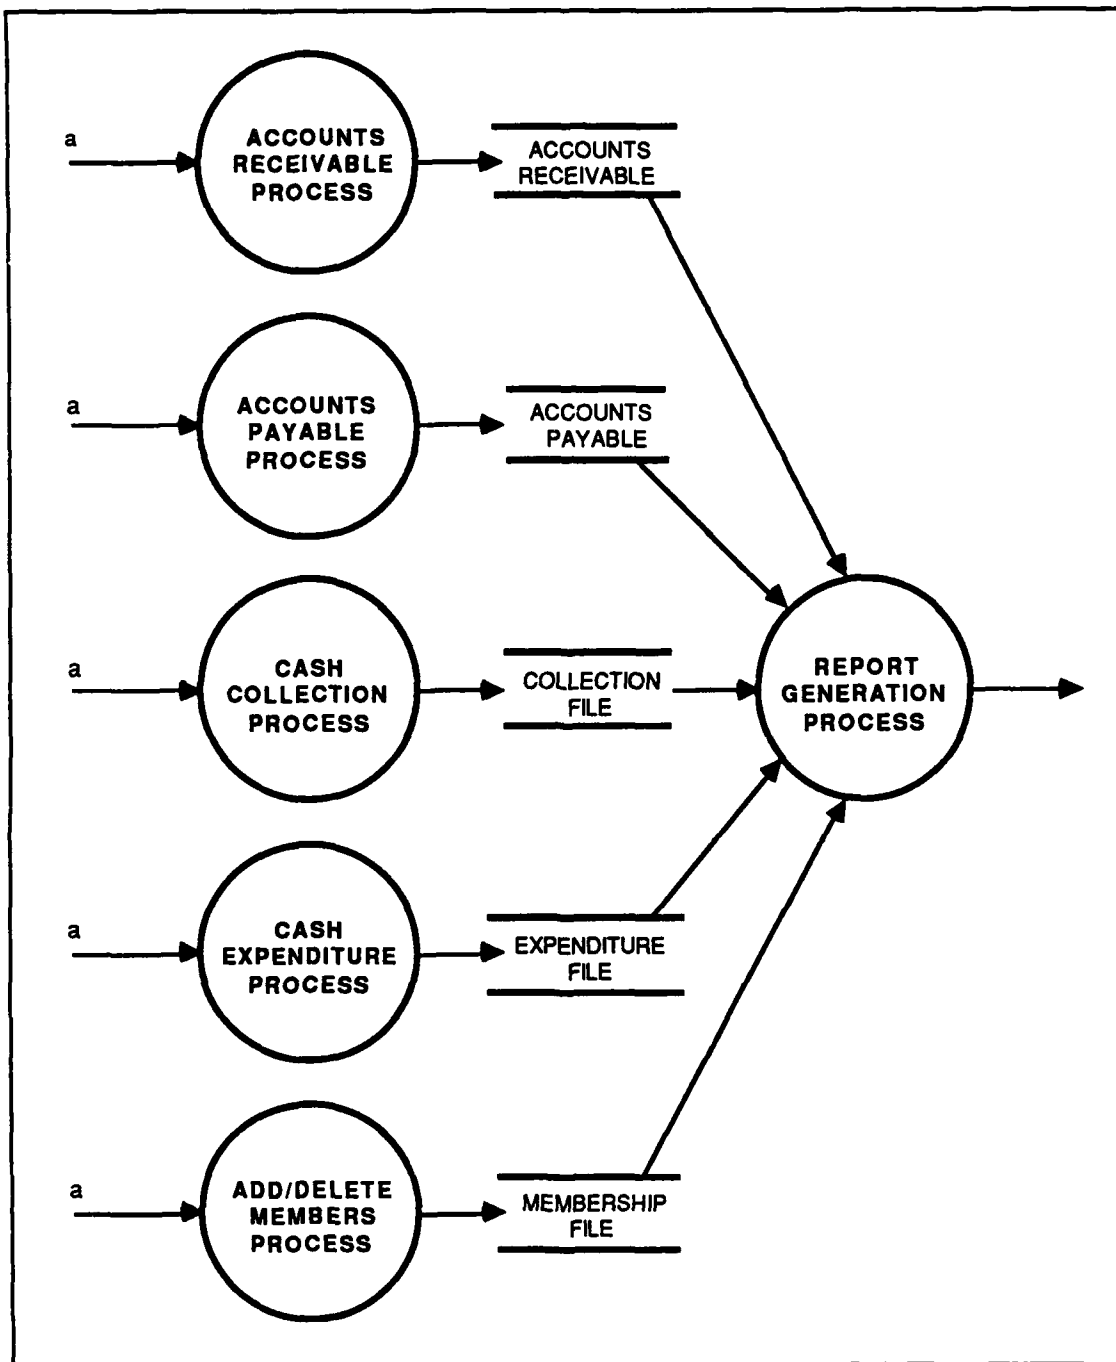 a
ACCOUNTS
RECEIVABLE
PROCESS
ACCOUNTS
RECEIVABLE
a
ACCOUNTS
PAYABLE
PROCESS
ACCOUNTS
PAYABLE
a
CASH
COLLECTION
PROCESS
COLLECTION
FILE
REPORT
GENERATION
PROCESS
a
CASH
EXPENDITURE
PROCESS
EXPENDITURE
FILE
a
ADD/DELETE
MEMBERS
PROCESS
MEMBERSHIP
FILE